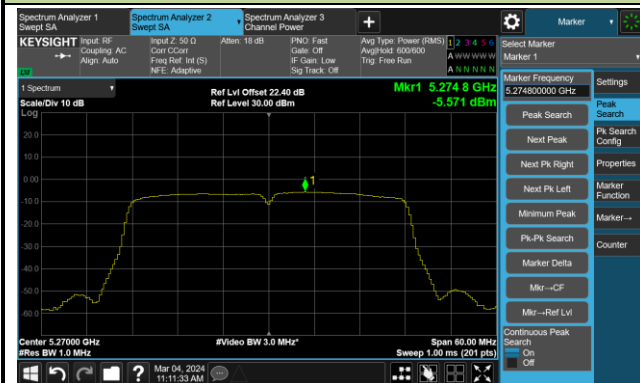 Spectrum Analyzer 1
Swept SA
Spectrum Analyzer 2
Swept SA
Spectrum Analyzer 3
Channel Power
Marker
KEYSIGHT
Input: RF
Coupling: AC
Align: Auto
Input Z: 50 Ω
Corr CCorr
Freq Ref: Int (S)
NFE: Adaptive
Atten: 18 dB
PNO: Fast
Gate: Off
IF Gain: Low
Sig Track: Off
Avg Type: Power (RMS)
Avg|Hold: 600/600
Trig: Free Run
1 2 3 4 5 6
A W W W W W
A N N N N N
Select Marker
Marker 1
1 Spectrum
Scale/Div 10 dB
Log
Ref Lvl Offset 22.40 dB
Ref Level 30.00 dBm
Mkr1 5.274 8 GHz
-5.571 dBm
20.0
10.0
0.00
-10.0
-20.0
-30.0
-40.0
-50.0
-60.0
1
Center 5.27000 GHz
#Res BW 1.0 MHz
#Video BW 3.0 MHz*
Span 60.00 MHz
Sweep 1.00 ms (201 pts)
Marker Frequency
5.274800000 GHz
Peak Search
Next Peak
Next Pk Right
Next Pk Left
Minimum Peak
Pk-Pk Search
Marker Delta
Mkr→CF
Mkr→Ref Lvl
Continuous Peak
Search
On
Off
Settings
Peak
Search
Pk Search
Config
Properties
Marker
Function
Marker→
Counter
Mar 04, 2024
11:11:33 AM